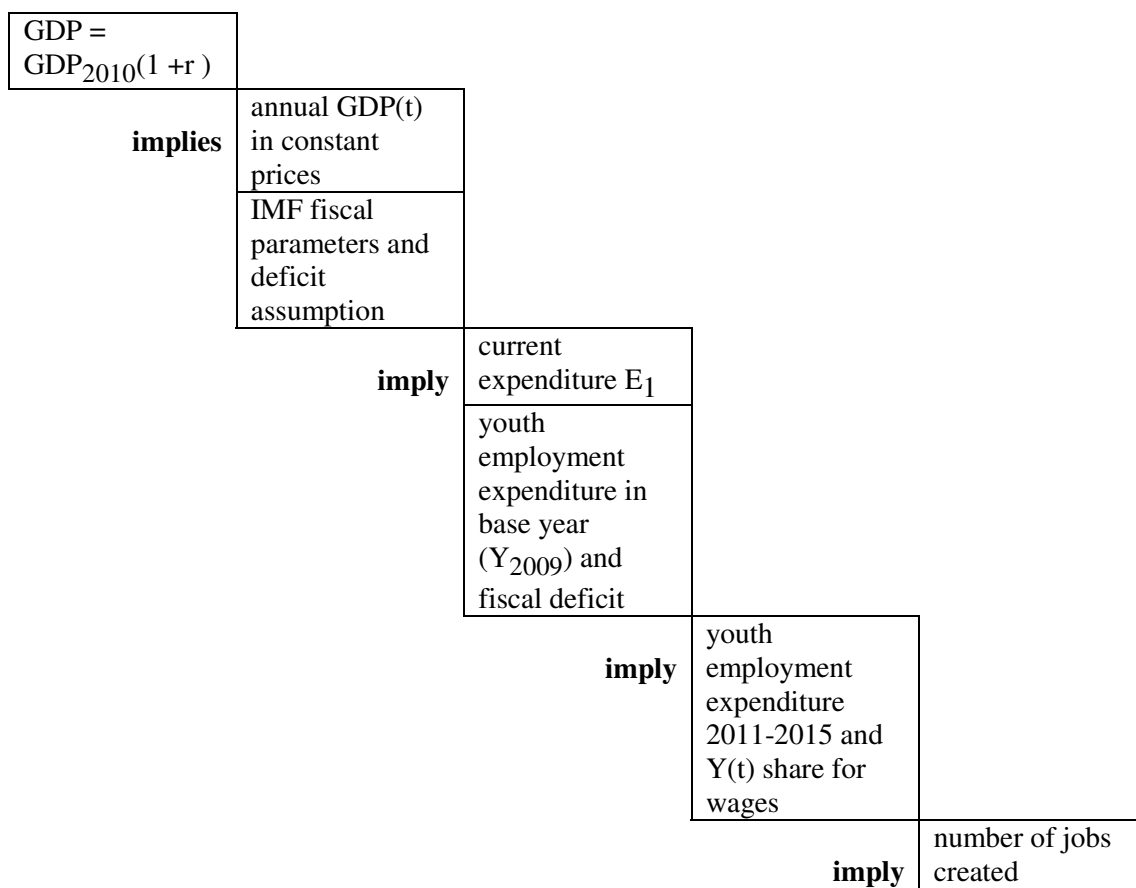 GDP =
GDP2010(1 +r )
annual GDP(t)
implies in constant
prices
IMF fiscal
parameters and
deficit
assumption
current
imply expenditure E1
youth
employment
expenditure in
base year
(Y2009) and
fiscal deficit
youth
imply employment
expenditure
2011-2015 and
Y(t) share for
wages
number of jobs
imply created